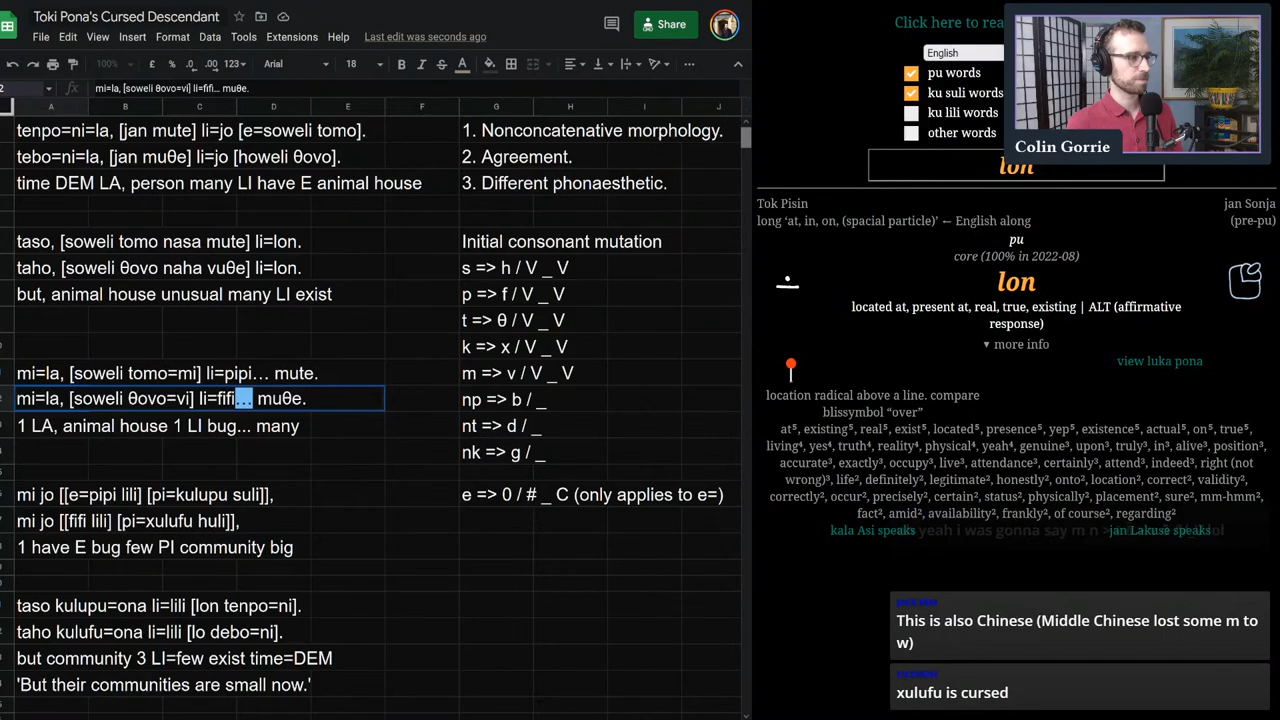 Toki Pona's Cursed Descendant
File Edit View Insert Format Data Tools Extensions Help Last edit was seconds ago
Share
100% £ % .0 .00 123 Arial 18 B I S A
2 mi=la, [soweli θovo=vi] li=fifi... muθe.
A B C D E F G H I J
tenpo=ni=la, [jan mute] li=jo [e=soweli tomo].
tebo=ni=la, [jan muθe] li=jo [howeli θovo].
time DEM LA, person many LI have E animal house
taso, [soweli tomo nasa mute] li=lon.
taho, [soweli θovo naha vuθe] li=lon.
but, animal house unusual many LI exist
mi=la, [soweli tomo=mi] li=pipi… mute.
mi=la, [soweli θovo=vi] li=fifi... muθe.
1 LA, animal house 1 LI bug... many
mi jo [[e=pipi lili] [pi=kulupu suli]],
mi jo [[fifi lili] [pi=xulufu huli]],
1 have E bug few PI community big
taso kulupu=ona li=lili [lon tenpo=ni].
taho kulufu=ona li=lili [lo debo=ni].
but community 3 LI=few exist time=DEM
'But their communities are small now.'
1. Nonconcatenative morphology.
2. Agreement.
3. Different phonaesthetic.
Initial consonant mutation
s => h / V _ V
p => f / V _ V
t => θ / V _ V
k => x / V _ V
m => v / V _ V
np => b / _
nt => d / _
nk => g / _
e => 0 / # _ C (only applies to e=)
Click here to rea
English
pu words
ku suli words
ku lili words
other words
Colin Gorrie
lon
Tok Pisin
long 'at, in, on, (spacial particle)' ← English along
jan Sonja
(pre-pu)
pu
core (100% in 2022-08)
lon
located at, present at, real, true, existing | ALT (affirmative
response)
▾ more info
view luka pona
location radical above a line. compare
blissymbol “over”
at⁵, existing⁵, real⁵, exist⁵, located⁵, presence⁵, yep⁵, existence⁵, actual⁵, on⁵, true⁵,
living⁴, yes⁴, truth⁴, reality⁴, physical⁴, yeah⁴, genuine³, upon³, truly³, in³, alive³, position³,
accurate³, exactly³, occupy³, live³, attendance³, certainly³, attend³, indeed³, right (not
wrong)³, life², definitely², legitimate², honestly², onto², location², correct², validity²,
correctly², occur², precisely², certain², status², physically², placement², sure², mm-hmm²,
fact², amid², availability², frankly², of course², regarding²
kala Asi speaks
jan Lakuse speaks
yeah i was gonna say m n
lol
This is also Chinese (Middle Chinese lost some m to
w)
xulufu is cursed